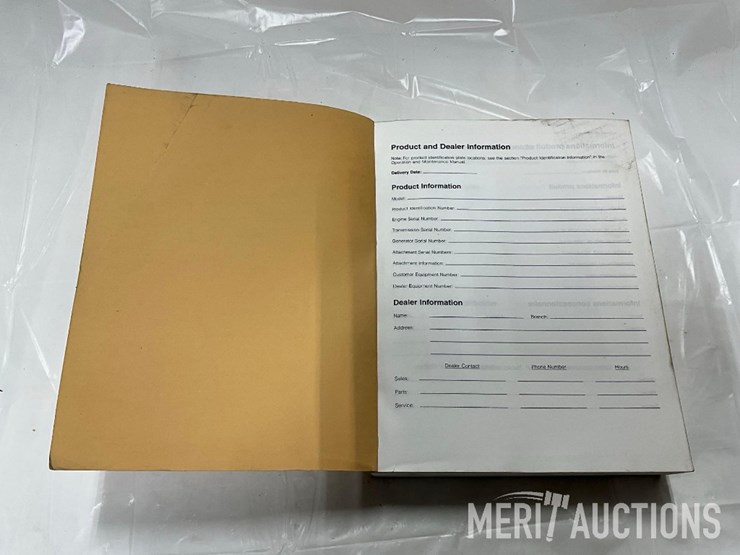 Product and Dealer Information
Note: For product identification plate locations, see the section "Product Identification Information" in the
Operation and Maintenance Manual.
Delivery Date:
Product Information
Model:
Product Identification Number:
Engine Serial Number:
Transmission Serial Number:
Generator Serial Number:
Attachment Serial Numbers:
Attachment Information:
Customer Equipment Number:
Dealer Equipment Number:
Dealer Information
Name: Branch:
Address:
Dealer Contact Phone Number Hours
Sales:
Parts:
Service:
MERIT AUCTIONS